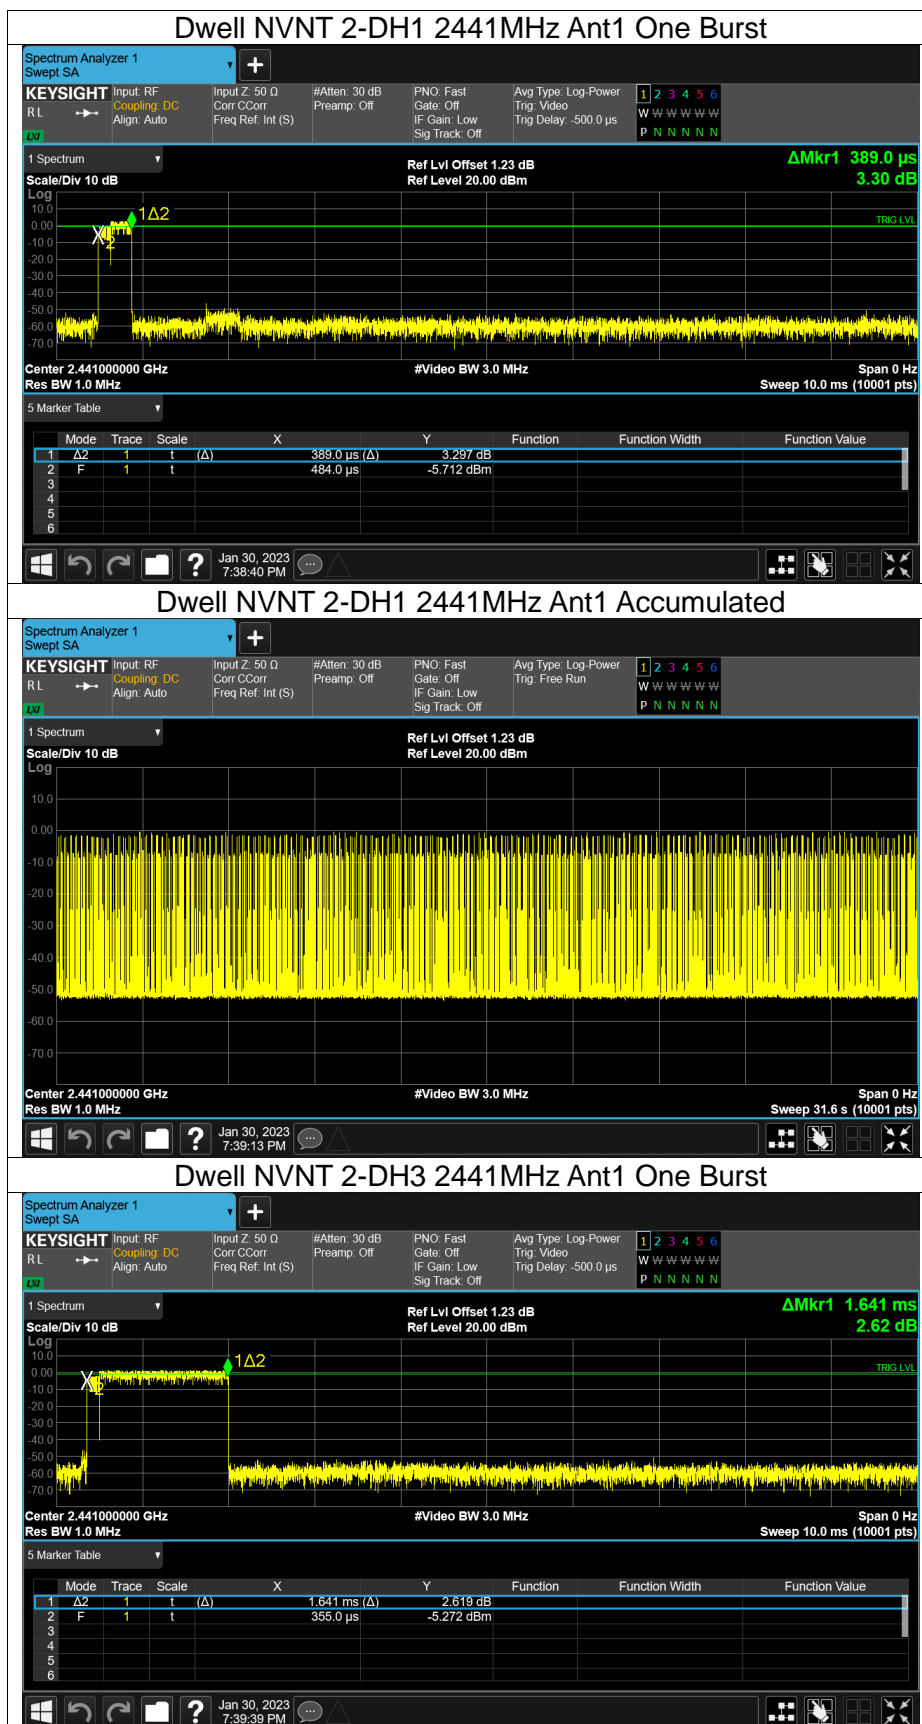 Dwell NVNT 2-DH1 2441MHz Ant1 One Burst
Spectrum Analyzer 1
Swept SA
KEYSIGHT Input: RF Input Z: 50 Ω #Atten: 30 dB PNO: Fast Avg Type: Log-Power 1 2 3 4 5 6
R L Coupling: DC Corr CCorr Preamp: Off Gate: Off Trig: Video W W W W W W
Align: Auto Freq Ref: Int (S) IF Gain: Low Trig Delay: -500.0 µs
LXI Sig Track: Off P N N N N N
1 Spectrum Ref Lvl Offset 1.23 dB ΔMkr1 389.0 µs
Scale/Div 10 dB Ref Level 20.00 dBm 3.30 dB
Log
10.0 1Δ2
0.00 X2 TRIG LVL
-10.0
-20.0
-30.0
-40.0
-50.0
-60.0
-70.0
Center 2.441000000 GHz #Video BW 3.0 MHz Span 0 Hz
Res BW 1.0 MHz Sweep 10.0 ms (10001 pts)
5 Marker Table
Mode Trace Scale X Y Function Function Width Function Value
1 Δ2 1 t (Δ) 389.0 µs (Δ) 3.297 dB
2 F 1 t 484.0 µs -5.712 dBm
3
4
5
6
? Jan 30, 2023
7:38:40 PM
Dwell NVNT 2-DH1 2441MHz Ant1 Accumulated
Spectrum Analyzer 1
Swept SA
KEYSIGHT Input: RF Input Z: 50 Ω #Atten: 30 dB PNO: Fast Avg Type: Log-Power 1 2 3 4 5 6
R L Coupling: DC Corr CCorr Preamp: Off Gate: Off Trig: Free Run W W W W W W
Align: Auto Freq Ref: Int (S) IF Gain: Low
LXI Sig Track: Off P N N N N N
1 Spectrum Ref Lvl Offset 1.23 dB
Scale/Div 10 dB Ref Level 20.00 dBm
Log
10.0
0.00
-10.0
-20.0
-30.0
-40.0
-50.0
-60.0
-70.0
Center 2.441000000 GHz #Video BW 3.0 MHz Span 0 Hz
Res BW 1.0 MHz Sweep 31.6 s (10001 pts)
? Jan 30, 2023
7:39:13 PM
Dwell NVNT 2-DH3 2441MHz Ant1 One Burst
Spectrum Analyzer 1
Swept SA
KEYSIGHT Input: RF Input Z: 50 Ω #Atten: 30 dB PNO: Fast Avg Type: Log-Power 1 2 3 4 5 6
R L Coupling: DC Corr CCorr Preamp: Off Gate: Off Trig: Video W W W W W W
Align: Auto Freq Ref: Int (S) IF Gain: Low Trig Delay: -500.0 µs
LXI Sig Track: Off P N N N N N
1 Spectrum Ref Lvl Offset 1.23 dB ΔMkr1 1.641 ms
Scale/Div 10 dB Ref Level 20.00 dBm 2.62 dB
Log
10.0 1Δ2
0.00 X2 TRIG LVL
-10.0
-20.0
-30.0
-40.0
-50.0
-60.0
-70.0
Center 2.441000000 GHz #Video BW 3.0 MHz Span 0 Hz
Res BW 1.0 MHz Sweep 10.0 ms (10001 pts)
5 Marker Table
Mode Trace Scale X Y Function Function Width Function Value
1 Δ2 1 t (Δ) 1.641 ms (Δ) 2.619 dB
2 F 1 t 355.0 µs -5.272 dBm
3
4
5
6
? Jan 30, 2023
7:39:39 PM